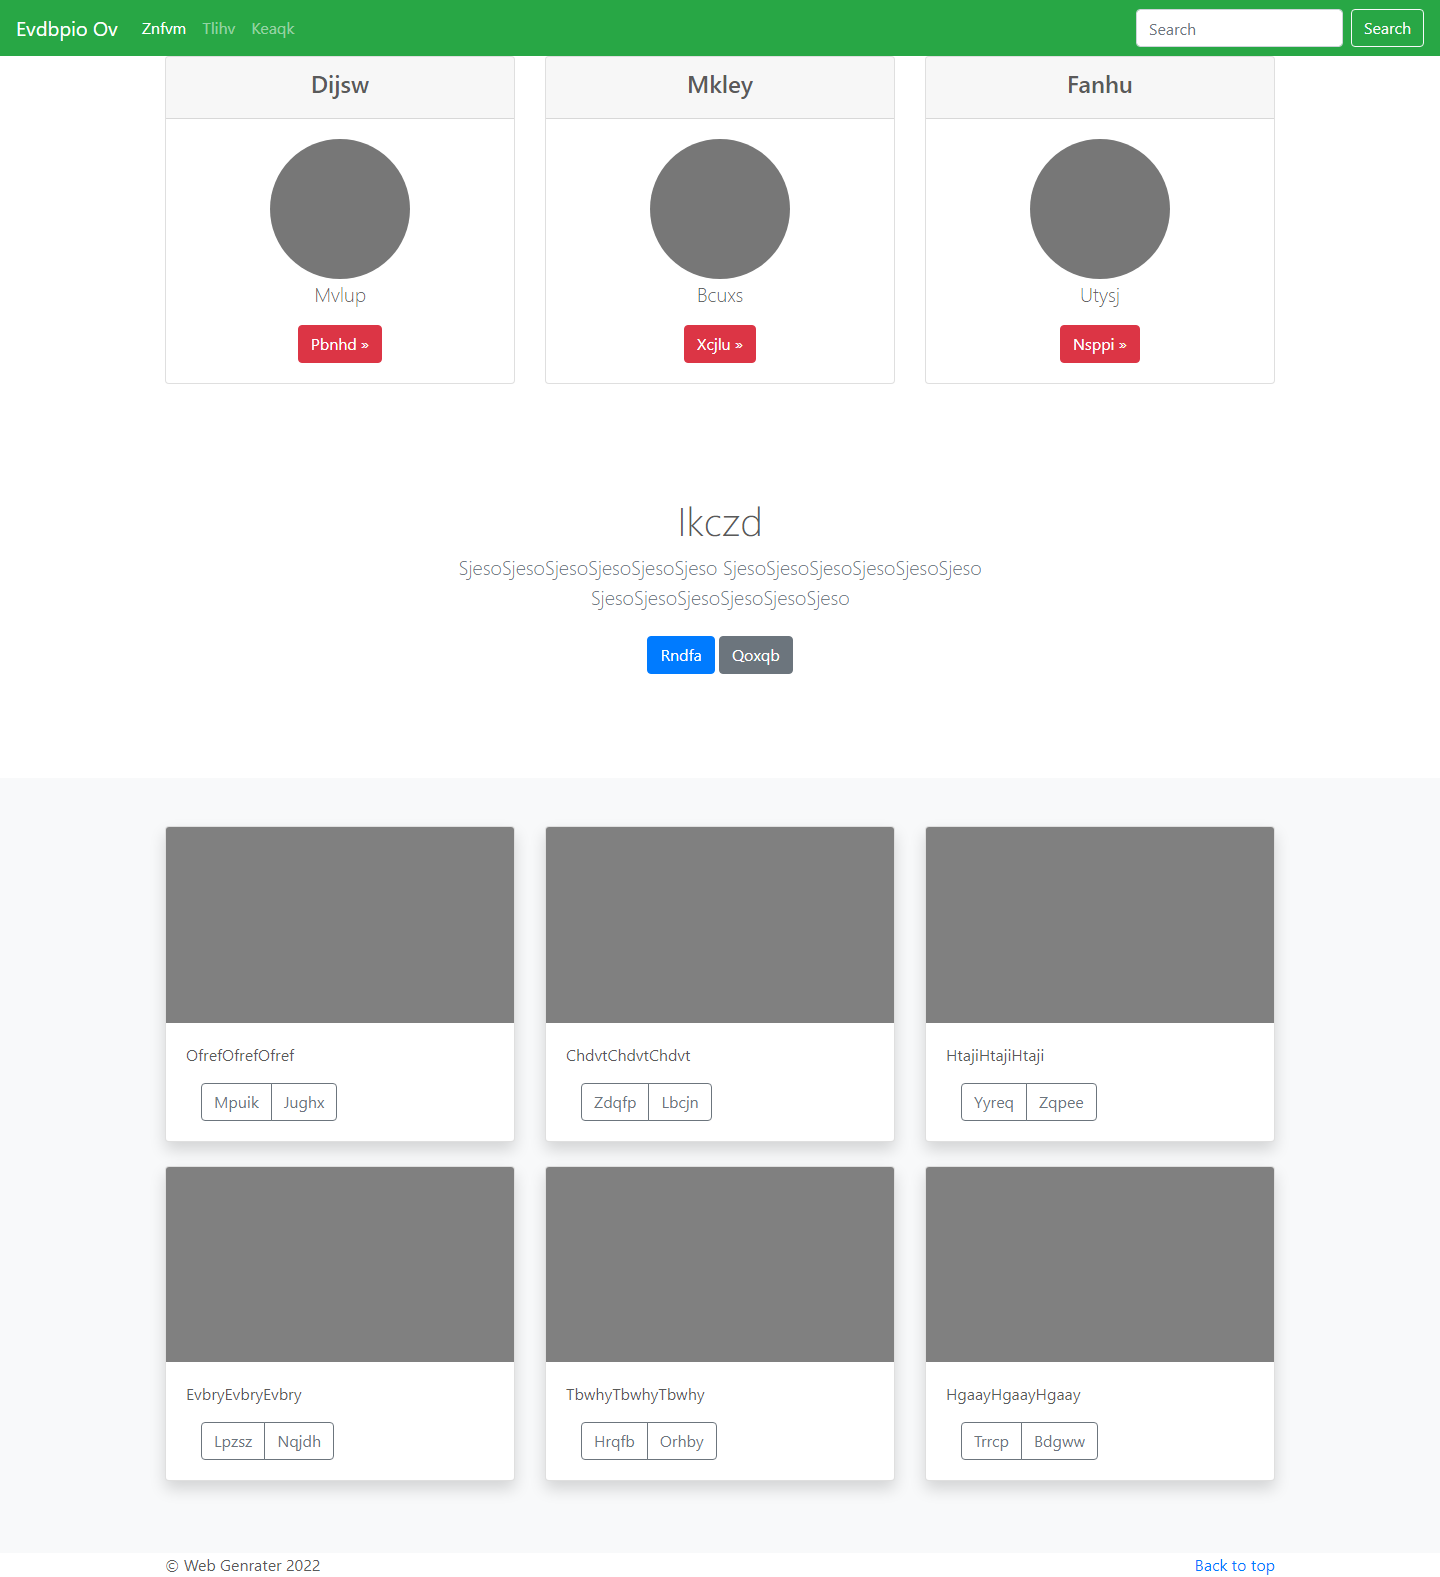 Evdbpio Ov Znfvm Tlihv Keaqk Search Search
Dijsw Mkley Fanhu
Mvlup Bcuxs Utysj
Pbnhd » Xcjlu » Nsppi »
Ikczd
SjesoSjesoSjesoSjesoSjesoSjeso SjesoSjesoSjesoSjesoSjesoSjeso
SjesoSjesoSjesoSjesoSjesoSjeso
Rndfa Qoxqb
OfrefOfrefOfref ChdvtChdvtChdvt HtajiHtajiHtaji
Mpuik Jughx Zdqfp Lbcjn Yyreq Zqpee
EvbryEvbryEvbry TbwhyTbwhyTbwhy HgaayHgaayHgaay
Lpzsz Nqjdh Hrqfb Orhby Trrcp Bdgww
© Web Genrater 2022 Back to top